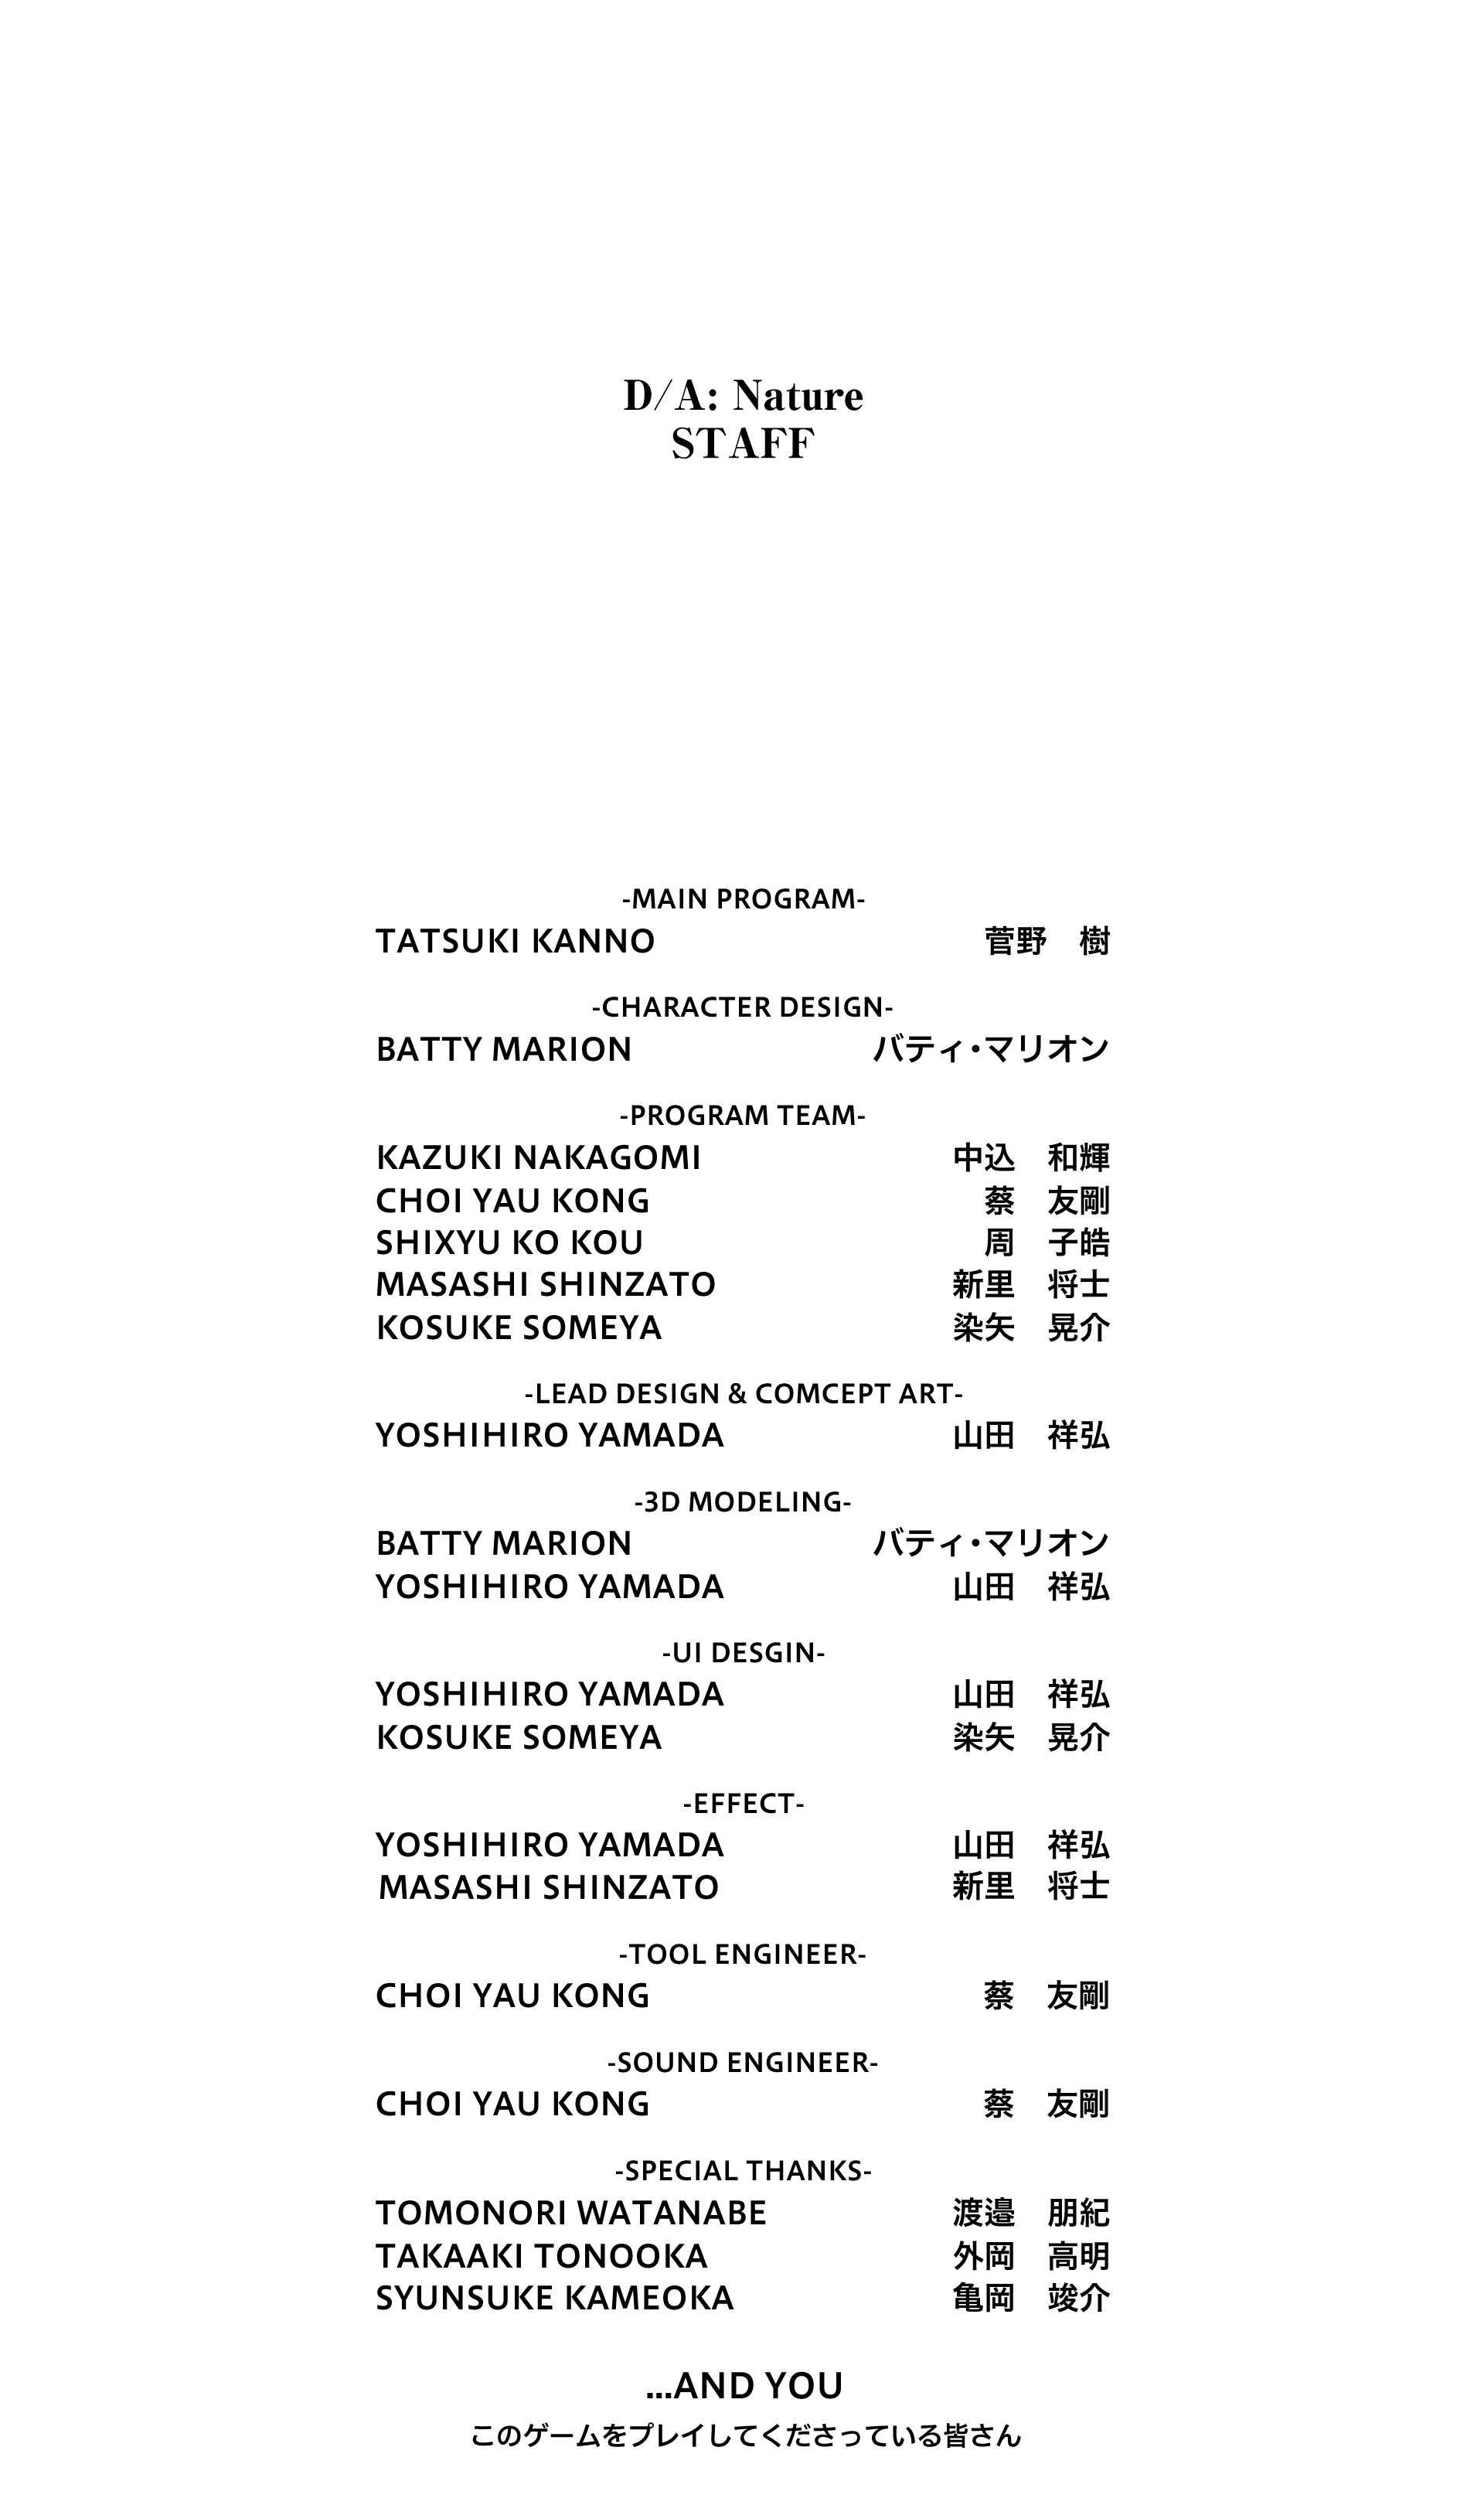 D/A: Nature
STAFF
-MAIN PROGRAM-
TATSUKI KANNO 菅野　樹
-CHARACTER DESIGN-
BATTY MARION バティ・マリオン
-PROGRAM TEAM-
KAZUKI NAKAGOMI 中込　和輝
CHOI YAU KONG 蔡　友剛
SHIXYU KO KOU 周　子皓
MASASHI SHINZATO 新里　将士
KOSUKE SOMEYA 染矢　晃介
-LEAD DESIGN & COMCEPT ART-
YOSHIHIRO YAMADA 山田　祥弘
-3D MODELING-
BATTY MARION バティ・マリオン
YOSHIHIRO YAMADA 山田　祥弘
-UI DESGIN-
YOSHIHIRO YAMADA 山田　祥弘
KOSUKE SOMEYA 染矢　晃介
-EFFECT-
YOSHIHIRO YAMADA 山田　祥弘
MASASHI SHINZATO 新里　将士
-TOOL ENGINEER-
CHOI YAU KONG 蔡　友剛
-SOUND ENGINEER-
CHOI YAU KONG 蔡　友剛
-SPECIAL THANKS-
TOMONORI WATANABE 渡邉　朋紀
TAKAAKI TONOOKA 外岡　高明
SYUNSUKE KAMEOKA 亀岡　竣介
...AND YOU
このゲームをプレイしてくださっている皆さん